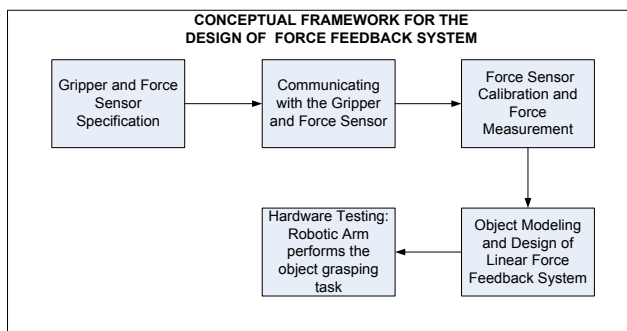 CONCEPTUAL FRAMEWORK FOR THE
DESIGN OF FORCE FEEDBACK SYSTEM
Gripper and Force
Sensor
Specification
Communicating
with the Gripper
and Force Sensor
Force Sensor
Calibration and
Force
Measurement
Object Modeling
and Design of
Linear Force
Feedback System
Hardware Testing:
Robotic Arm
performs the
object grasping
task